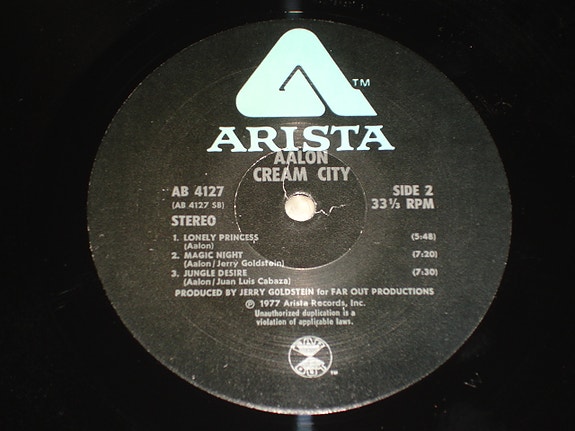 TM
ARISTA
AALON
CREAM CITY
AB 4127
SIDE 2
(AB 4127 SB)
33⅓ RPM
STEREO
1. LONELY PRINCESS (5:48)
(Aalon)
2. MAGIC NIGHT (7:20)
(Aalon/Jerry Goldstein)
3. JUNGLE DESIRE (7:30)
(Aalon/Juan Luis Cabaza)
PRODUCED BY JERRY GOLDSTEIN for FAR OUT PRODUCTIONS
℗ 1977 Arista Records, Inc.
Unauthorized duplication is a
violation of applicable laws.
FAR
OUT
TM